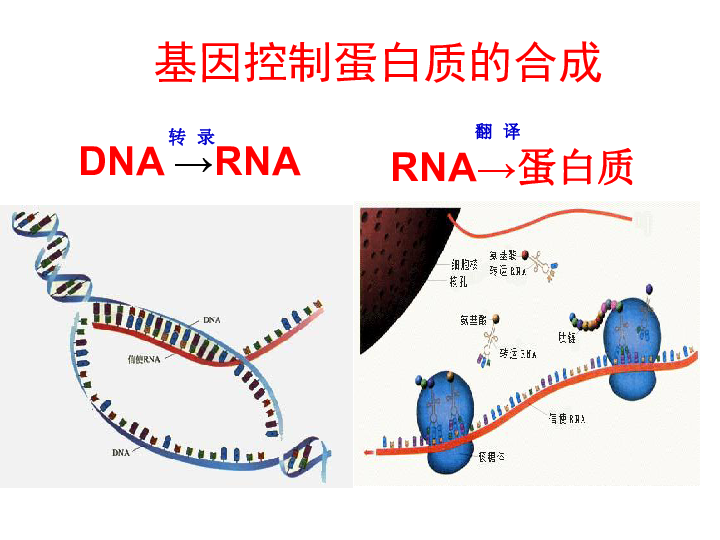 基因控制蛋白质的合成
转 录
DNA →RNA
翻 译
RNA→蛋白质
DNA
信使RNA
DNA
氨基酸
转运RNA
细胞核
核孔
氨基酸
转运RNA
肽链
信使RNA
核糖体